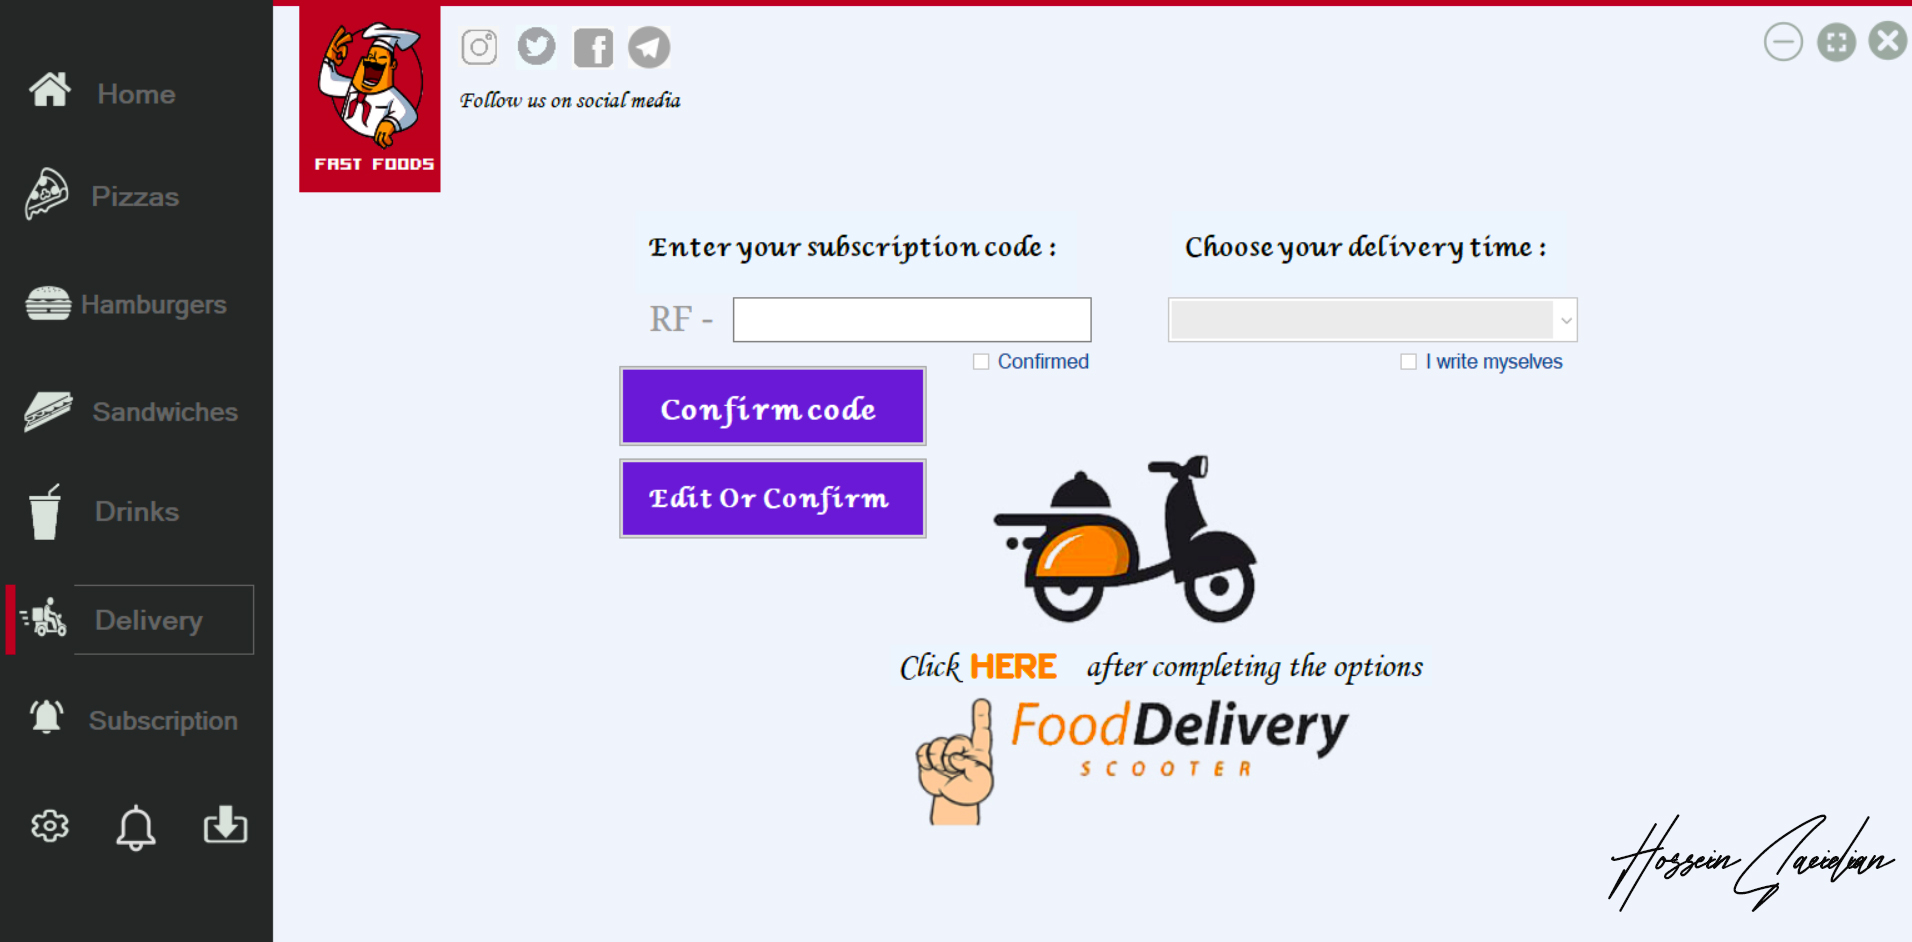 Home
Pizzas
Hamburgers
Sandwiches
Drinks
Delivery
Subscription
FAST FOODS
Follow us on social media
Enter your subscription code :
RF -
Confirmed
Confirm code
Edit Or Confirm
Choose your delivery time :
I write myselves
Click HERE after completing the options
FoodDelivery
SCOOTER
Hossein Saeidian